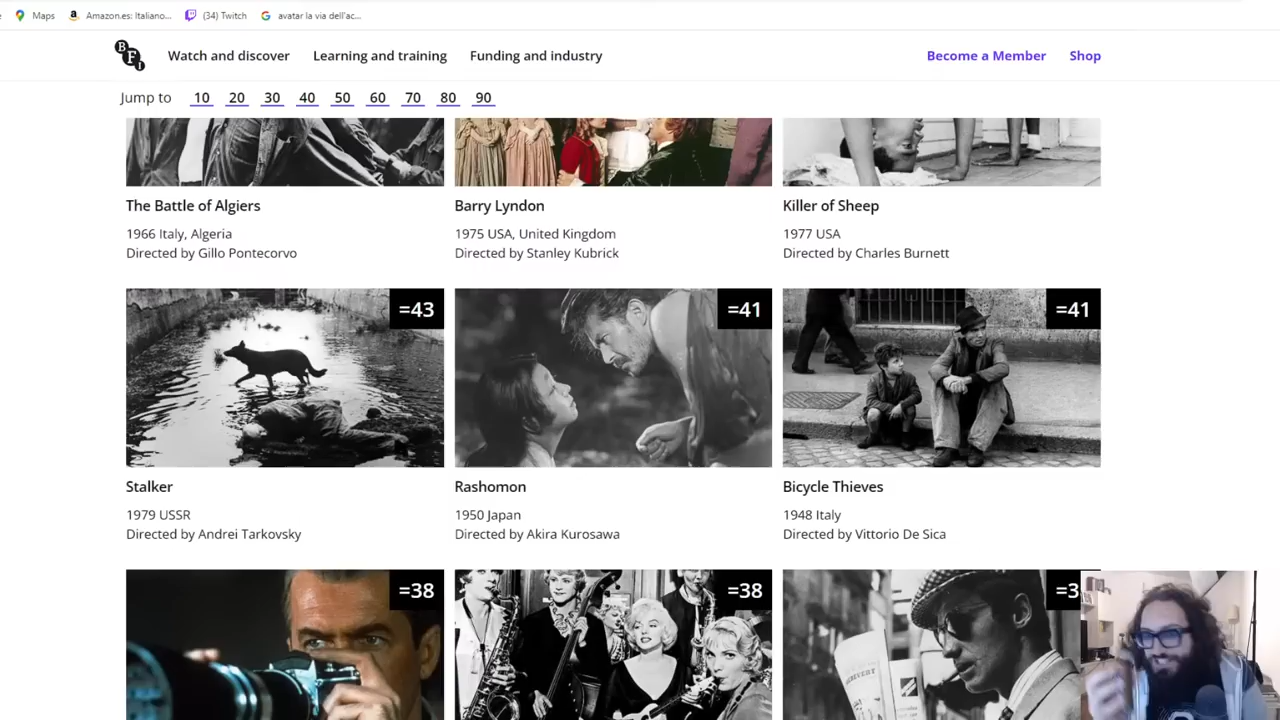 Maps Amazon.es: Italiano... (34) Twitch avatar la via dell'ac...
BFI Watch and discover Learning and training Funding and industry Become a Member Shop
Jump to 10 20 30 40 50 60 70 80 90
The Battle of Algiers
1966 Italy, Algeria
Directed by Gillo Pontecorvo
Barry Lyndon
1975 USA, United Kingdom
Directed by Stanley Kubrick
Killer of Sheep
1977 USA
Directed by Charles Burnett
=43
Stalker
1979 USSR
Directed by Andrei Tarkovsky
=41
Rashomon
1950 Japan
Directed by Akira Kurosawa
=41
Bicycle Thieves
1948 Italy
Directed by Vittorio De Sica
=38
=38
=3